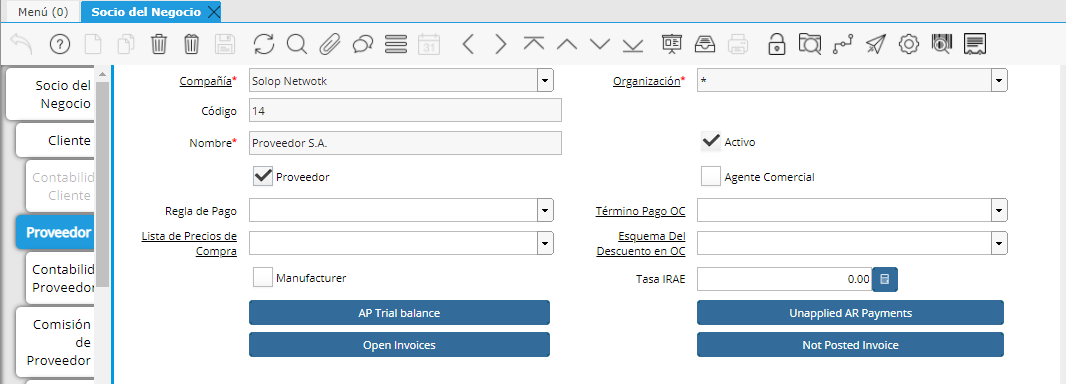 Menú (0)
Socio del Negocio
31
Socio del
Negocio
Cliente
Contabilid
Cliente
Proveedor
Contabilid
Proveedor
Comisión
de
Proveedor
Compañía* Solop Netwotk
Organización* *
Código 14
Nombre* Proveedor S.A.
Activo
Proveedor
Agente Comercial
Regla de Pago
Término Pago OC
Lista de Precios de
Compra
Esquema Del
Descuento en OC
Manufacturer
Tasa IRAE 0.00
AP Trial balance
Unapplied AR Payments
Open Invoices
Not Posted Invoice